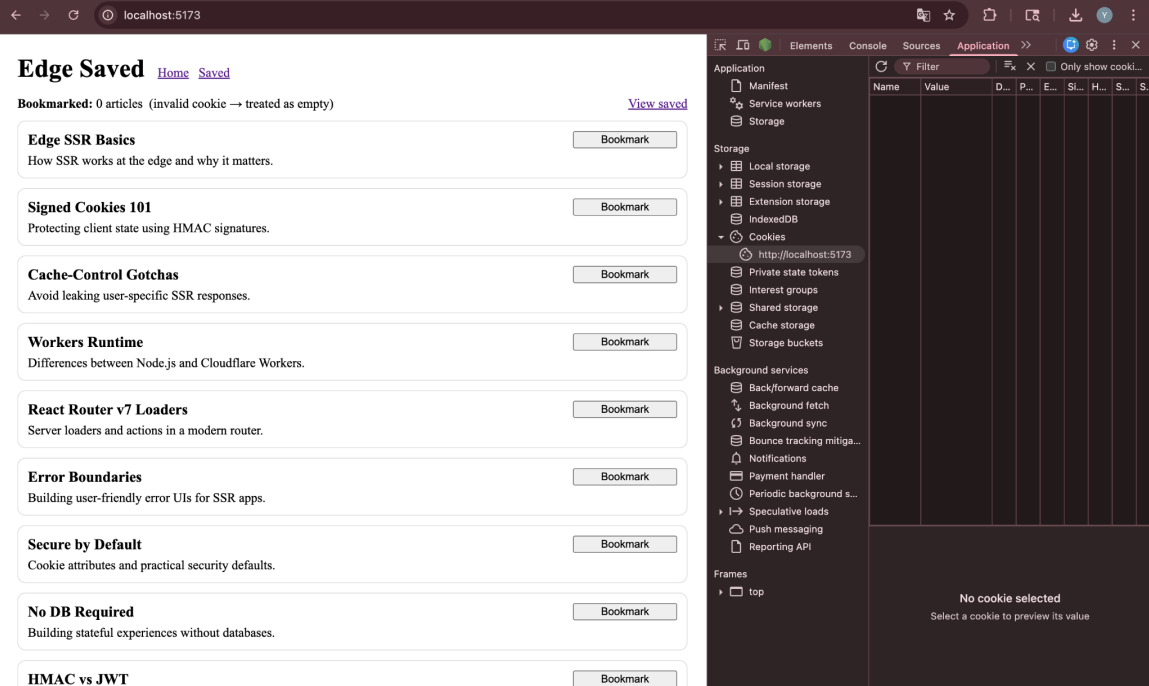 localhost:5173
Y
Elements Console Sources Application
Edge Saved Home Saved
Bookmarked: 0 articles (invalid cookie → treated as empty) View saved
Edge SSR Basics Bookmark
How SSR works at the edge and why it matters.
Signed Cookies 101 Bookmark
Protecting client state using HMAC signatures.
Cache-Control Gotchas Bookmark
Avoid leaking user-specific SSR responses.
Workers Runtime Bookmark
Differences between Node.js and Cloudflare Workers.
React Router v7 Loaders Bookmark
Server loaders and actions in a modern router.
Error Boundaries Bookmark
Building user-friendly error UIs for SSR apps.
Secure by Default Bookmark
Cookie attributes and practical security defaults.
No DB Required Bookmark
Building stateful experiences without databases.
HMAC vs JWT Bookmark
Application
Manifest
Service workers
Storage
Storage
Local storage
Session storage
Extension storage
IndexedDB
Cookies
http://localhost:5173
Private state tokens
Interest groups
Shared storage
Cache storage
Storage buckets
Background services
Back/forward cache
Background fetch
Background sync
Bounce tracking mitiga...
Notifications
Payment handler
Periodic background s...
Speculative loads
Push messaging
Reporting API
Frames
top
Filter Only show cooki...
Name Value D... P... E... Si... H... S... S.
No cookie selected
Select a cookie to preview its value